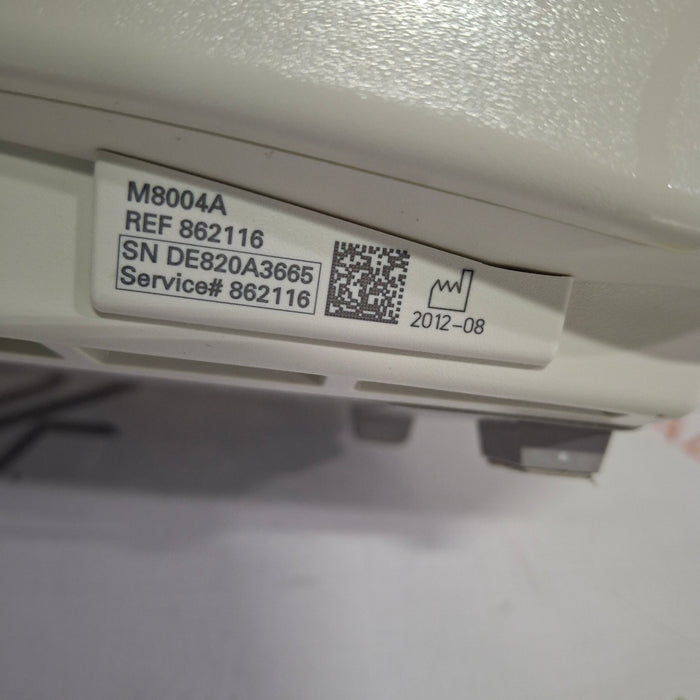 M8004A
REF 862116
SN DE820A3665
Service# 862116
2012-08